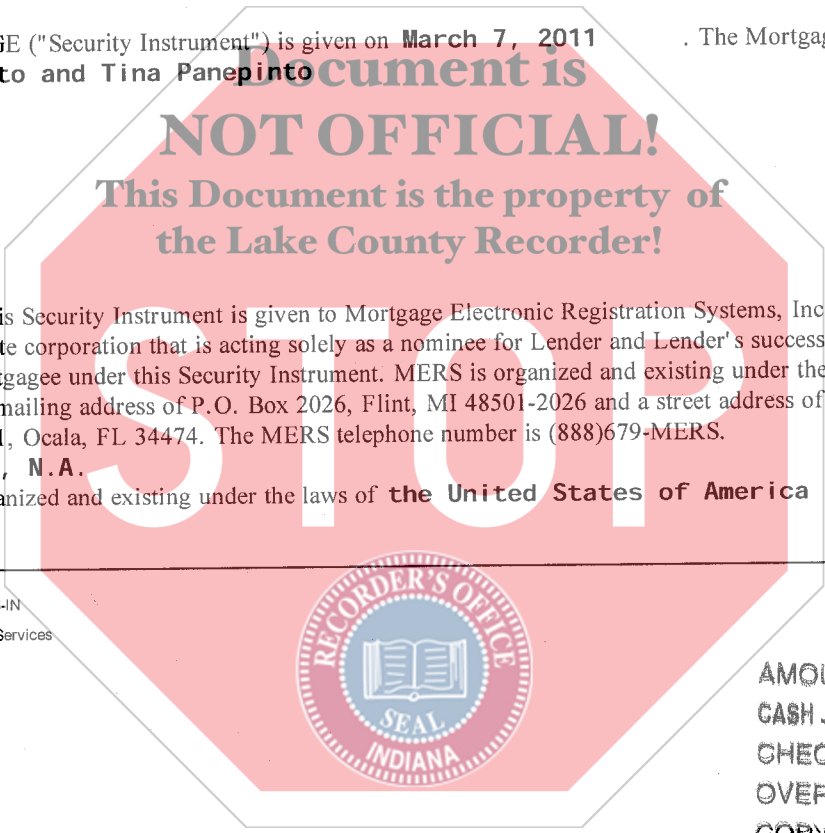 GE ("Security Instrument") is given on March 7, 2011 . The Mortgag
to and Tina Panepinto
Document is
NOT OFFICIAL!
This Document is the property of
the Lake County Recorder!
is Security Instrument is given to Mortgage Electronic Registration Systems, Inc
te corporation that is acting solely as a nominee for Lender and Lender's success
tgagee under this Security Instrument. MERS is organized and existing under the
mailing address of P.O. Box 2026, Flint, MI 48501-2026 and a street address of
, Ocala, FL 34474. The MERS telephone number is (888)679-MERS.
, N.A.
anized and existing under the laws of the United States of America
STOP
-IN
Services
RECORDER'S OFFICE
SEAL
INDIANA
AMOU
CASH
CHEC
OVER
COPY